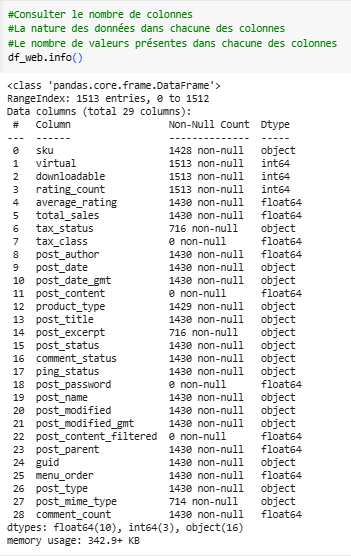 #Consulter le nombre de colonnes
#La nature des données dans chacune des colonnes
#Le nombre de valeurs présentes dans chacune des colonnes
df_web.info()
<class 'pandas.core.frame.DataFrame'>
RangeIndex: 1513 entries, 0 to 1512
Data columns (total 29 columns):
 #   Column                 Non-Null Count  Dtype
---  ------                 --------------  -----
 0   sku                    1428 non-null   object
 1   virtual                1513 non-null   int64
 2   downloadable           1513 non-null   int64
 3   rating_count           1513 non-null   int64
 4   average_rating         1430 non-null   float64
 5   total_sales            1430 non-null   float64
 6   tax_status             716 non-null    object
 7   tax_class              0 non-null      float64
 8   post_author            1430 non-null   float64
 9   post_date              1430 non-null   object
 10  post_date_gmt          1430 non-null   object
 11  post_content           0 non-null      float64
 12  product_type           1429 non-null   object
 13  post_title             1430 non-null   object
 14  post_excerpt           716 non-null    object
 15  post_status            1430 non-null   object
 16  comment_status         1430 non-null   object
 17  ping_status            1430 non-null   object
 18  post_password          0 non-null      float64
 19  post_name              1430 non-null   object
 20  post_modified          1430 non-null   object
 21  post_modified_gmt      1430 non-null   object
 22  post_content_filtered  0 non-null      float64
 23  post_parent            1430 non-null   float64
 24  guid                   1430 non-null   object
 25  menu_order             1430 non-null   float64
 26  post_type              1430 non-null   object
 27  post_mime_type         714 non-null    object
 28  comment_count          1430 non-null   float64
dtypes: float64(10), int64(3), object(16)
memory usage: 342.9+ KB